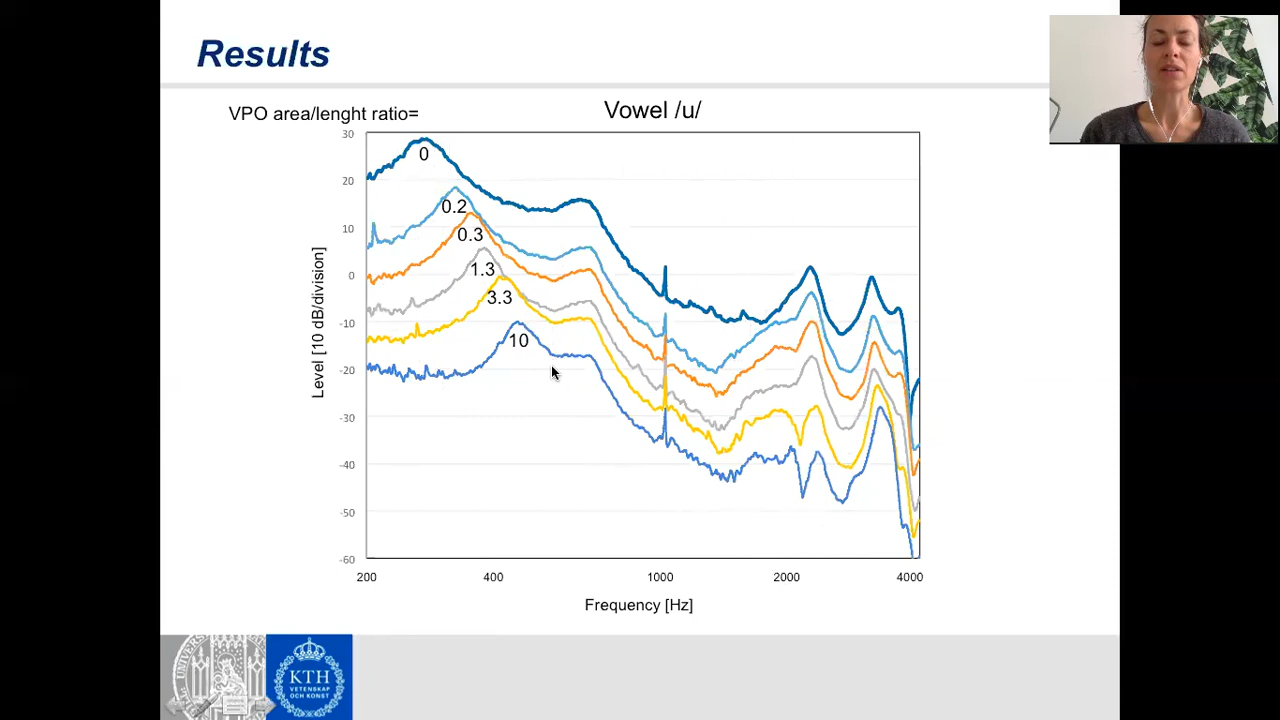 Results
VPO area/lenght ratio=
Vowel /u/
30
20
10
0
-10
-20
-30
-40
-50
-60
0
0.2
0.3
1.3
3.3
10
Level [10 dB/division]
200
400
1000
2000
4000
Frequency [Hz]
KTH
VETENSKAP
OCH KONST